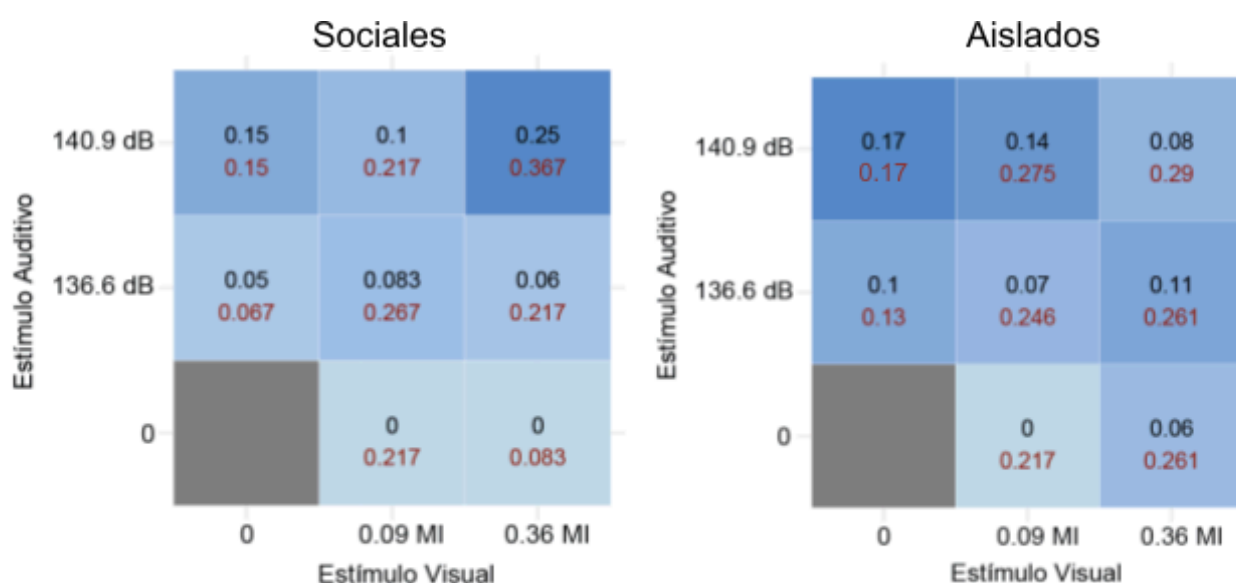 Sociales
Estímulo Auditivo
140.9 dB
0.15
0.1
0.25
0.15
0.217
0.367
136.6 dB
0.05
0.083
0.06
0.067
0.267
0.217
0
0
0
0.217
0.083
0
0.09 MI
0.36 MI
Estímulo Visual
Aislados
Estímulo Auditivo
140.9 dB
0.17
0.14
0.08
0.17
0.275
0.29
136.6 dB
0.1
0.07
0.11
0.13
0.246
0.261
0
0
0.06
0.217
0.261
0
0.09 MI
0.36 MI
Estímulo Visual